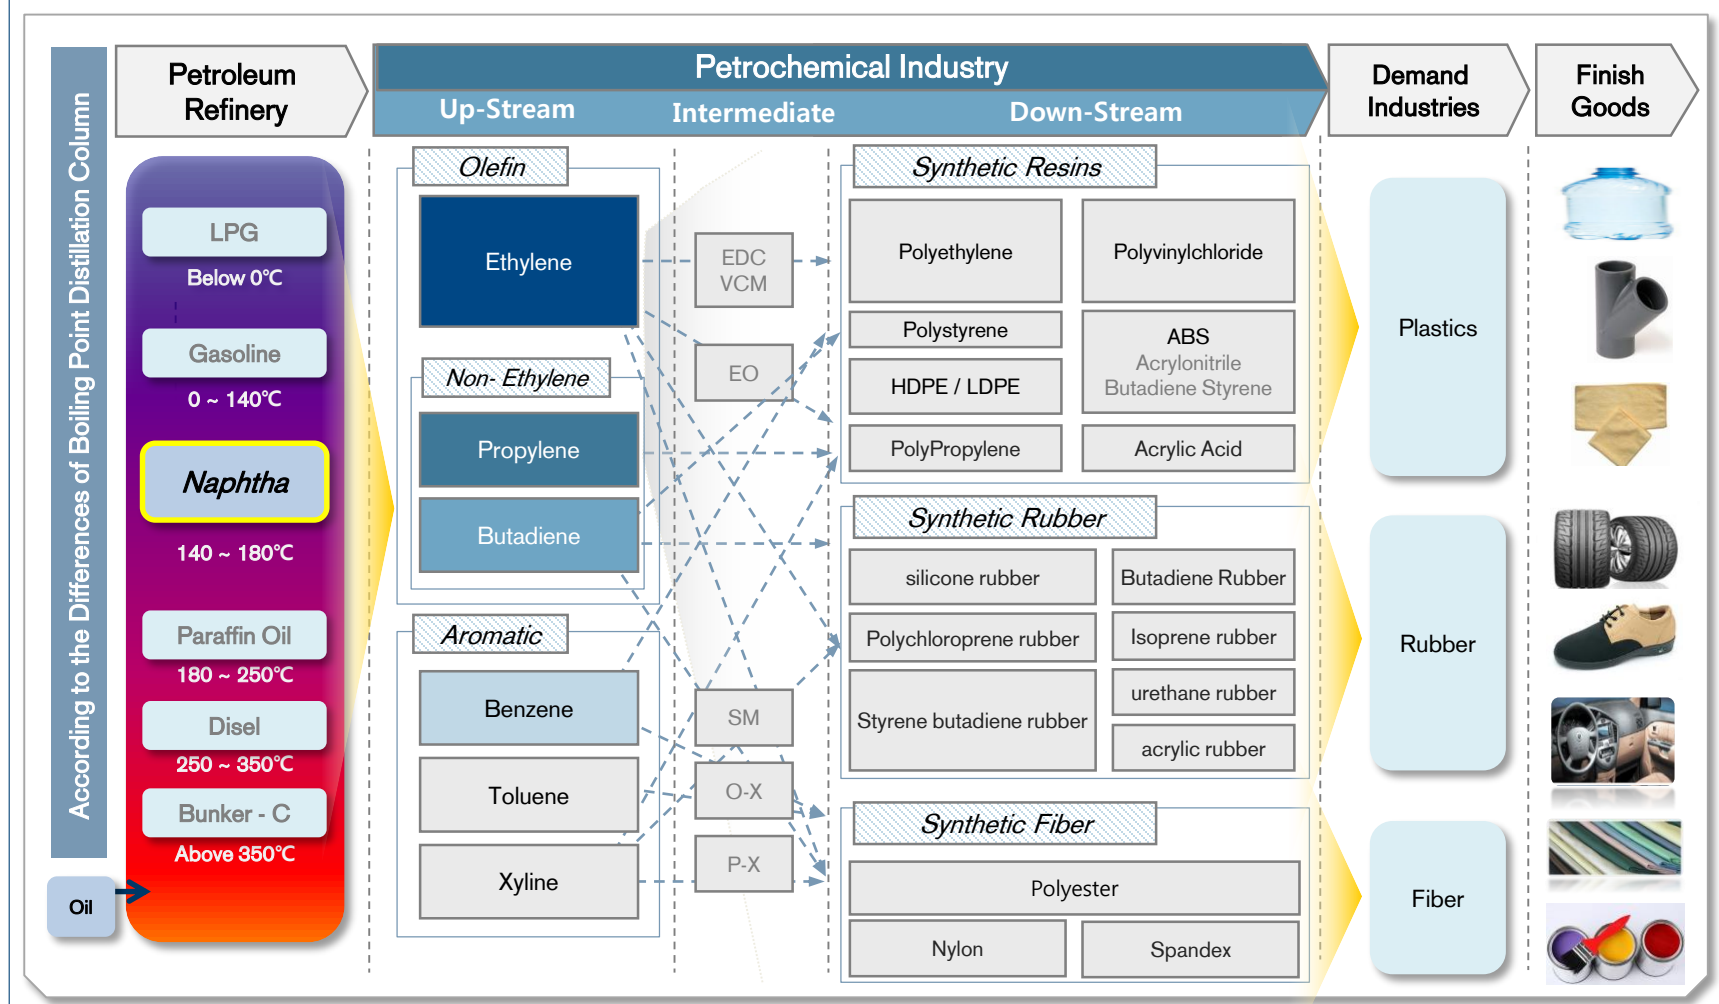 According to the Differences of Boiling Point Distillation Column
Petroleum
Refinery
Petrochemical Industry
Up-Stream
Intermediate
Down-Stream
Demand
Industries
Finish
Goods
LPG
Below 0℃
Gasoline
0 ~ 140℃
Naphtha
140 ~ 180℃
Paraffin Oil
180 ~ 250℃
Disel
250 ~ 350℃
Bunker - C
Above 350℃
Oil
Olefin
Ethylene
Non- Ethylene
Propylene
Butadiene
Aromatic
Benzene
Toluene
Xyline
EDC
VCM
EO
SM
O-X
P-X
Synthetic Resins
Polyethylene
Polyvinylchloride
Polystyrene
ABS
Acrylonitrile
Butadiene Styrene
HDPE / LDPE
PolyPropylene
Acrylic Acid
Synthetic Rubber
silicone rubber
Butadiene Rubber
Polychloroprene rubber
Isoprene rubber
Styrene butadiene rubber
urethane rubber
acrylic rubber
Synthetic Fiber
Polyester
Nylon
Spandex
Plastics
Rubber
Fiber